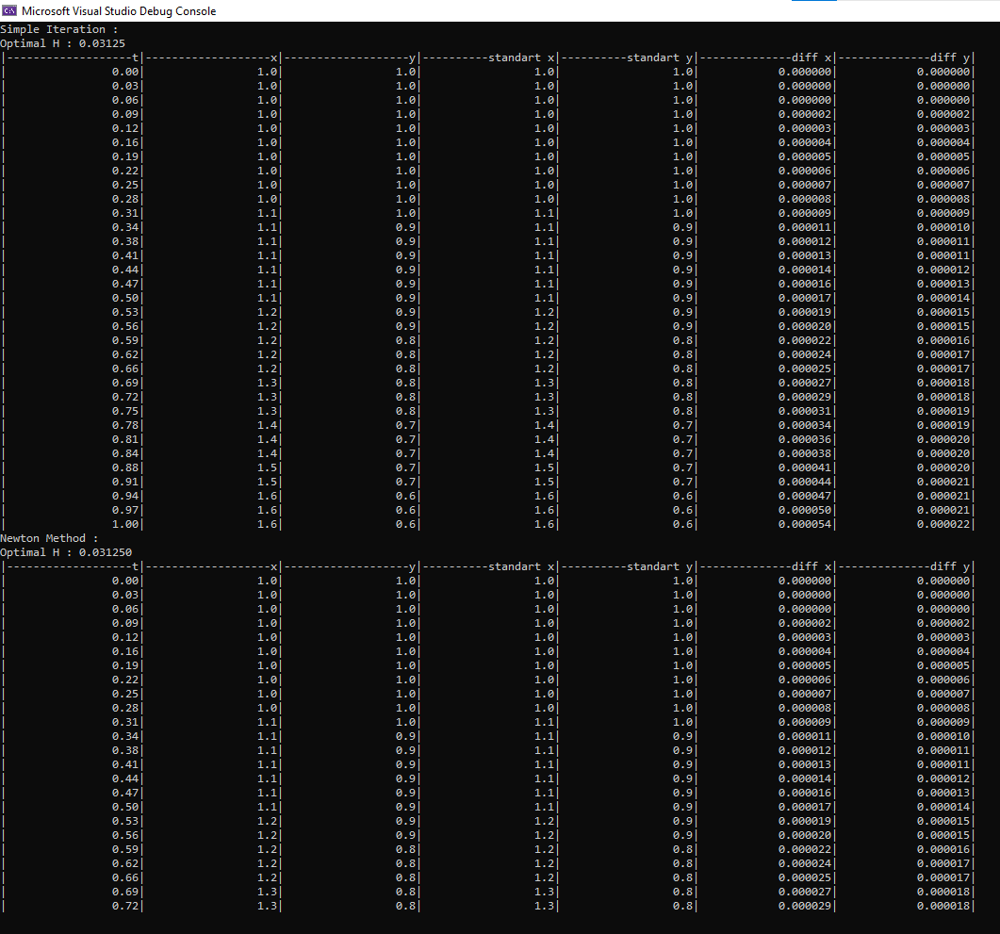 Microsoft Visual Studio Debug Console
Simple Iteration :
Optimal H : 0.03125
|-------------------t|-------------------x|-------------------y|----------standart x|----------standart y|--------------diff x|--------------diff y|
| 0.00| 1.0| 1.0| 1.0| 1.0| 0.000000| 0.000000|
| 0.03| 1.0| 1.0| 1.0| 1.0| 0.000000| 0.000000|
| 0.06| 1.0| 1.0| 1.0| 1.0| 0.000000| 0.000000|
| 0.09| 1.0| 1.0| 1.0| 1.0| 0.000002| 0.000002|
| 0.12| 1.0| 1.0| 1.0| 1.0| 0.000003| 0.000003|
| 0.16| 1.0| 1.0| 1.0| 1.0| 0.000004| 0.000004|
| 0.19| 1.0| 1.0| 1.0| 1.0| 0.000005| 0.000005|
| 0.22| 1.0| 1.0| 1.0| 1.0| 0.000006| 0.000006|
| 0.25| 1.0| 1.0| 1.0| 1.0| 0.000007| 0.000007|
| 0.28| 1.0| 1.0| 1.0| 1.0| 0.000008| 0.000008|
| 0.31| 1.1| 1.0| 1.1| 1.0| 0.000009| 0.000009|
| 0.34| 1.1| 0.9| 1.1| 0.9| 0.000011| 0.000010|
| 0.38| 1.1| 0.9| 1.1| 0.9| 0.000012| 0.000011|
| 0.41| 1.1| 0.9| 1.1| 0.9| 0.000013| 0.000011|
| 0.44| 1.1| 0.9| 1.1| 0.9| 0.000014| 0.000012|
| 0.47| 1.1| 0.9| 1.1| 0.9| 0.000016| 0.000013|
| 0.50| 1.1| 0.9| 1.1| 0.9| 0.000017| 0.000014|
| 0.53| 1.2| 0.9| 1.2| 0.9| 0.000019| 0.000015|
| 0.56| 1.2| 0.9| 1.2| 0.9| 0.000020| 0.000015|
| 0.59| 1.2| 0.8| 1.2| 0.8| 0.000022| 0.000016|
| 0.62| 1.2| 0.8| 1.2| 0.8| 0.000024| 0.000017|
| 0.66| 1.2| 0.8| 1.2| 0.8| 0.000025| 0.000017|
| 0.69| 1.3| 0.8| 1.3| 0.8| 0.000027| 0.000018|
| 0.72| 1.3| 0.8| 1.3| 0.8| 0.000029| 0.000018|
| 0.75| 1.3| 0.8| 1.3| 0.8| 0.000031| 0.000019|
| 0.78| 1.4| 0.7| 1.4| 0.7| 0.000034| 0.000019|
| 0.81| 1.4| 0.7| 1.4| 0.7| 0.000036| 0.000020|
| 0.84| 1.4| 0.7| 1.4| 0.7| 0.000038| 0.000020|
| 0.88| 1.5| 0.7| 1.5| 0.7| 0.000041| 0.000020|
| 0.91| 1.5| 0.7| 1.5| 0.7| 0.000044| 0.000021|
| 0.94| 1.6| 0.6| 1.6| 0.6| 0.000047| 0.000021|
| 0.97| 1.6| 0.6| 1.6| 0.6| 0.000050| 0.000021|
| 1.00| 1.6| 0.6| 1.6| 0.6| 0.000054| 0.000022|
Newton Method :
Optimal H : 0.031250
|-------------------t|-------------------x|-------------------y|----------standart x|----------standart y|--------------diff x|--------------diff y|
| 0.00| 1.0| 1.0| 1.0| 1.0| 0.000000| 0.000000|
| 0.03| 1.0| 1.0| 1.0| 1.0| 0.000000| 0.000000|
| 0.06| 1.0| 1.0| 1.0| 1.0| 0.000000| 0.000000|
| 0.09| 1.0| 1.0| 1.0| 1.0| 0.000002| 0.000002|
| 0.12| 1.0| 1.0| 1.0| 1.0| 0.000003| 0.000003|
| 0.16| 1.0| 1.0| 1.0| 1.0| 0.000004| 0.000004|
| 0.19| 1.0| 1.0| 1.0| 1.0| 0.000005| 0.000005|
| 0.22| 1.0| 1.0| 1.0| 1.0| 0.000006| 0.000006|
| 0.25| 1.0| 1.0| 1.0| 1.0| 0.000007| 0.000007|
| 0.28| 1.0| 1.0| 1.0| 1.0| 0.000008| 0.000008|
| 0.31| 1.1| 1.0| 1.1| 1.0| 0.000009| 0.000009|
| 0.34| 1.1| 0.9| 1.1| 0.9| 0.000011| 0.000010|
| 0.38| 1.1| 0.9| 1.1| 0.9| 0.000012| 0.000011|
| 0.41| 1.1| 0.9| 1.1| 0.9| 0.000013| 0.000011|
| 0.44| 1.1| 0.9| 1.1| 0.9| 0.000014| 0.000012|
| 0.47| 1.1| 0.9| 1.1| 0.9| 0.000016| 0.000013|
| 0.50| 1.1| 0.9| 1.1| 0.9| 0.000017| 0.000014|
| 0.53| 1.2| 0.9| 1.2| 0.9| 0.000019| 0.000015|
| 0.56| 1.2| 0.9| 1.2| 0.9| 0.000020| 0.000015|
| 0.59| 1.2| 0.8| 1.2| 0.8| 0.000022| 0.000016|
| 0.62| 1.2| 0.8| 1.2| 0.8| 0.000024| 0.000017|
| 0.66| 1.2| 0.8| 1.2| 0.8| 0.000025| 0.000017|
| 0.69| 1.3| 0.8| 1.3| 0.8| 0.000027| 0.000018|
| 0.72| 1.3| 0.8| 1.3| 0.8| 0.000029| 0.000018|